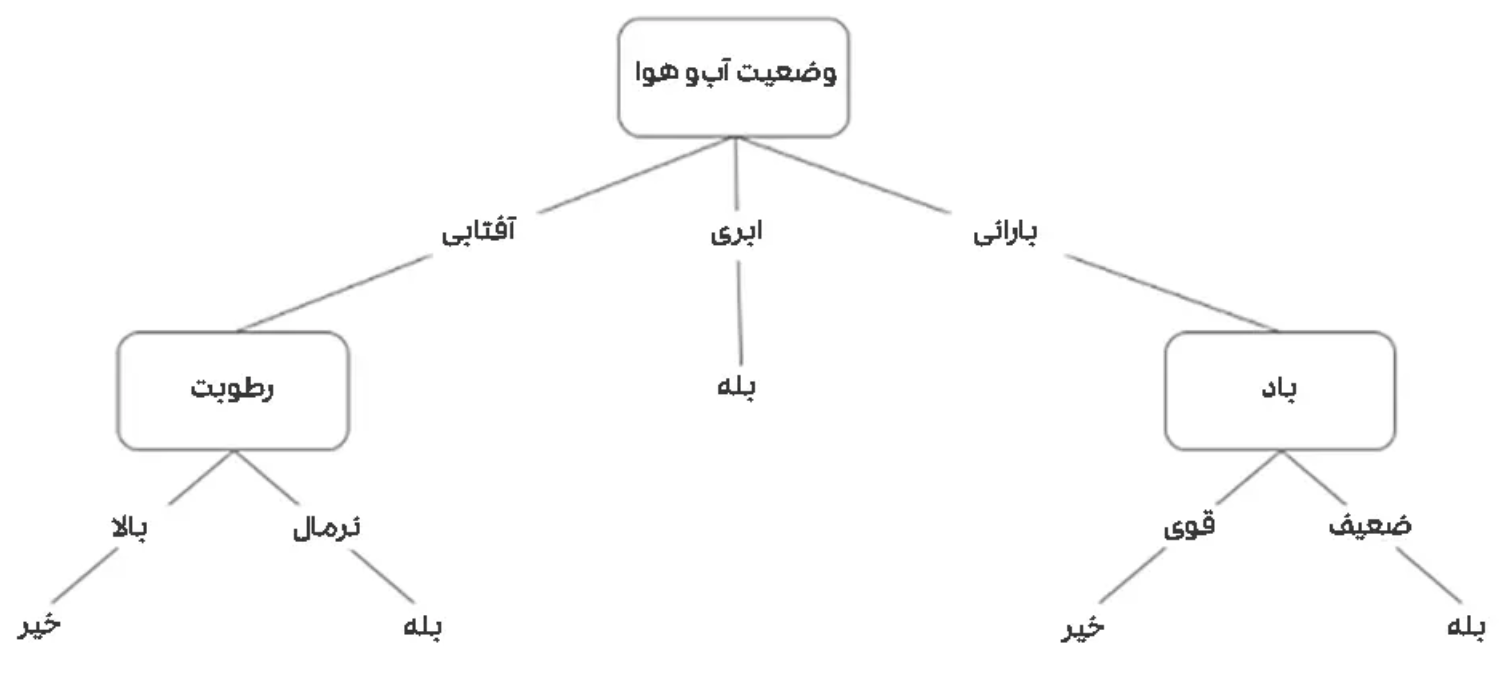 وضعیت آب‌و هوا
بارانی
ابری
آفتابی
باد
بله
رطوبت
ضعیف
قوی
نرمال
بالا
بله
خیر
بله
خیر